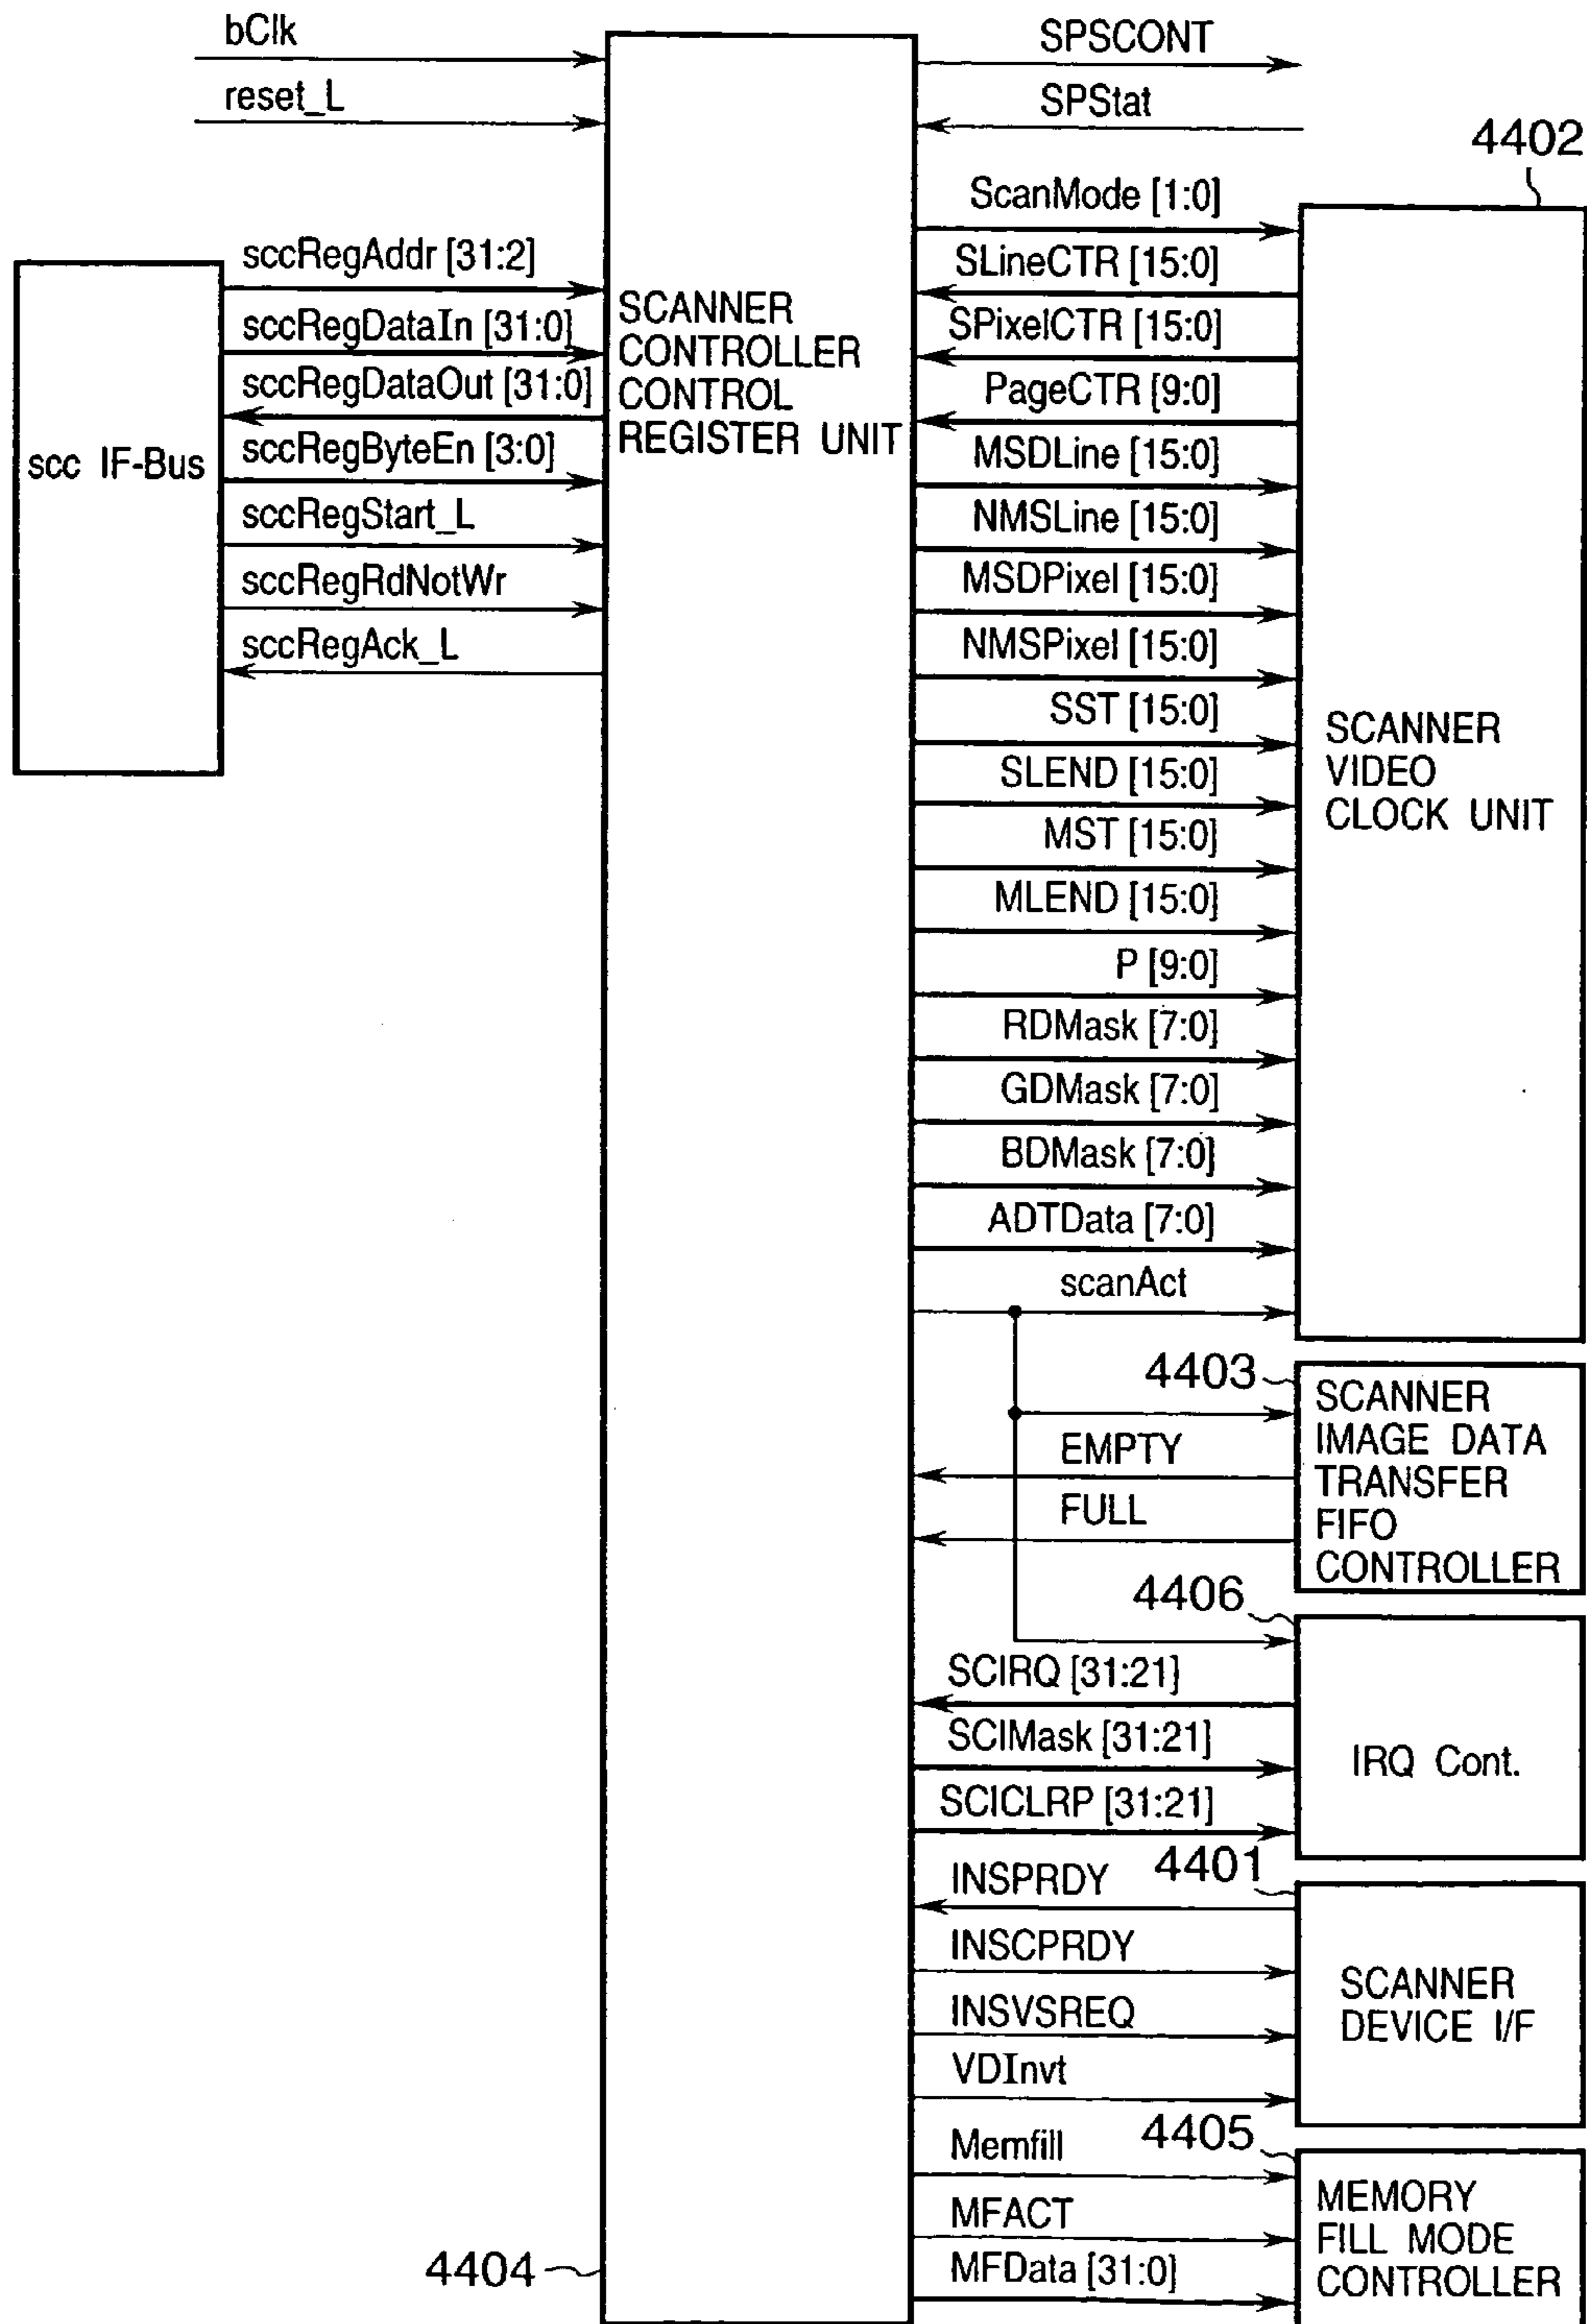 bClk
reset_L
SPSCONT
SPStat
4402
ScanMode [1:0]
SLineCTR [15:0]
SPixelCTR [15:0]
PageCTR [9:0]
MSDLine [15:0]
NMSLine [15:0]
MSDPixel [15:0]
NMSPixel [15:0]
SST [15:0]
SLEND [15:0]
MST [15:0]
MLEND [15:0]
P [9:0]
RDMask [7:0]
GDMask [7:0]
BDMask [7:0]
ADTData [7:0]
scanAct
sccRegAddr [31:2]
sccRegDataIn [31:0]
sccRegDataOut [31:0]
sccRegByteEn [3:0]
sccRegStart_L
sccRegRdNotWr
sccRegAck_L
scc IF-Bus
SCANNER
CONTROLLER
CONTROL
REGISTER UNIT
SCANNER
VIDEO
CLOCK UNIT
4403
EMPTY
FULL
SCANNER
IMAGE DATA
TRANSFER
FIFO
CONTROLLER
4406
SCIRQ [31:21]
SCIMask [31:21]
SCICLRP [31:21]
IRQ Cont.
4401
INSPRDY
INSCPRDY
INSVSREQ
VDInvt
SCANNER
DEVICE I/F
4405
Memfill
MFACT
MFData [31:0]
MEMORY
FILL MODE
CONTROLLER
4404